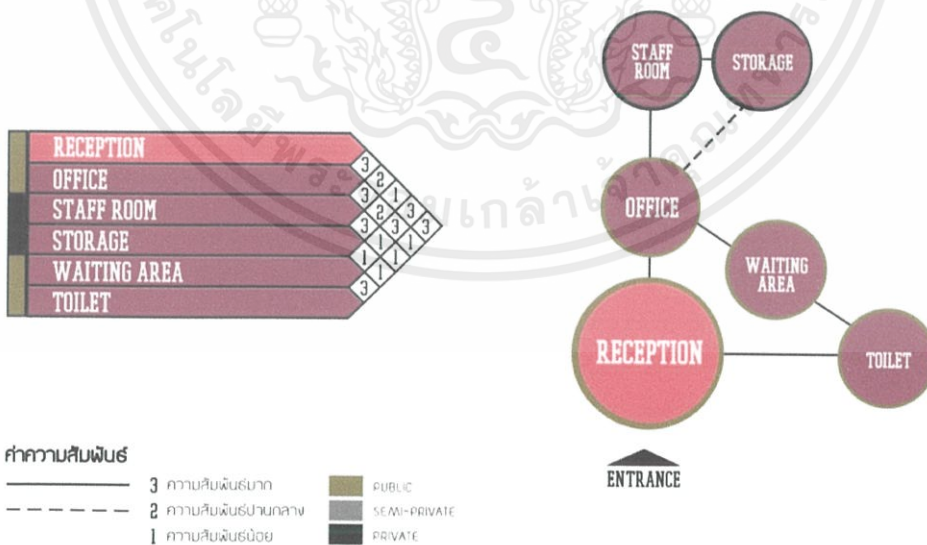 STAFF
ROOM
STORAGE
RECEPTION
OFFICE
STAFF ROOM
STORAGE
WAITING AREA
TOILET
3
2
1
3
3
3
2
3
1
3
1
1
1
1
3
OFFICE
WAITING
AREA
RECEPTION
TOILET
ENTRANCE
ค่าความสัมพันธ์
3 ความสัมพันธ์มาก
2 ความสัมพันธ์ปานกลาง
1 ความสัมพันธ์น้อย
PUBLIC
SEMI-PRIVATE
PRIVATE